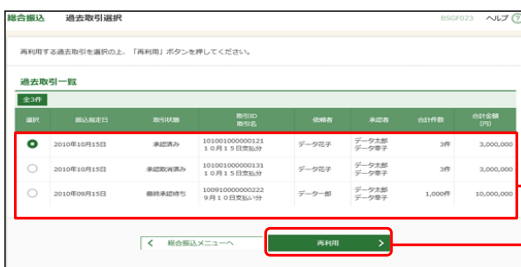 総合振込 過去取引選択 BSGF023 ヘルプ ?
再利用する過去取引を選択の上、「再利用」ボタンを押してください。
過去取引一覧
全3件
選択 振込指定日 取引状態 取引ID 取引名 依頼者 承認者 合計件数 合計金額 (円)
2010年10月15日 承認済み 101001000000121 データ花子 データ太郎 3件 3,000,000
10月15日支払分 データ幸子
2010年10月15日 承認取消済み 101001000000131 データ花子 データ太郎 3件 3,000,000
10月15日支払分 データ幸子
2010年09月15日 最終承認待ち 100910000000222 データ一郎 データ太郎 1,000件 10,000,000
9月10日支払い分 データ幸子
総合振込メニューへ 再利用